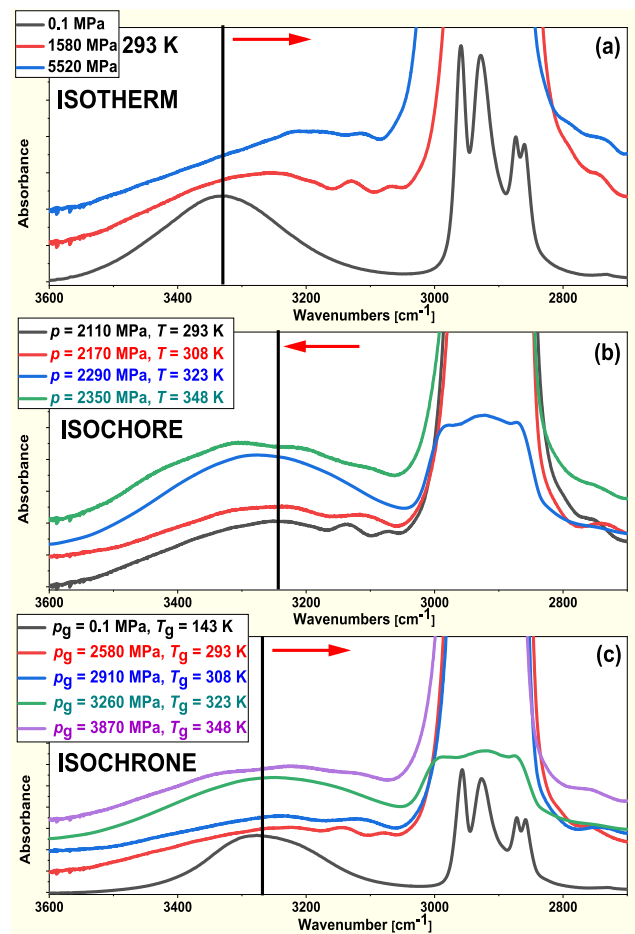 0.1 MPa
1580 MPa
5520 MPa
293 K
(a)
ISOTHERM
Absorbance
3600 3400 3200 3000 2800
Wavenumbers [cm-1]
p = 2110 MPa, T = 293 K
p = 2170 MPa, T = 308 K
p = 2290 MPa, T = 323 K
p = 2350 MPa, T = 348 K
(b)
ISOCHORE
Absorbance
3600 3400 3200 3000 2800
Wavenumbers [cm-1]
pg = 0.1 MPa, Tg = 143 K
pg = 2580 MPa, Tg = 293 K
pg = 2910 MPa, Tg = 308 K
pg = 3260 MPa, Tg = 323 K
pg = 3870 MPa, Tg = 348 K
(c)
ISOCHRONE
Absorbance
3600 3400 3200 3000 2800
Wavenumber [cm-1]